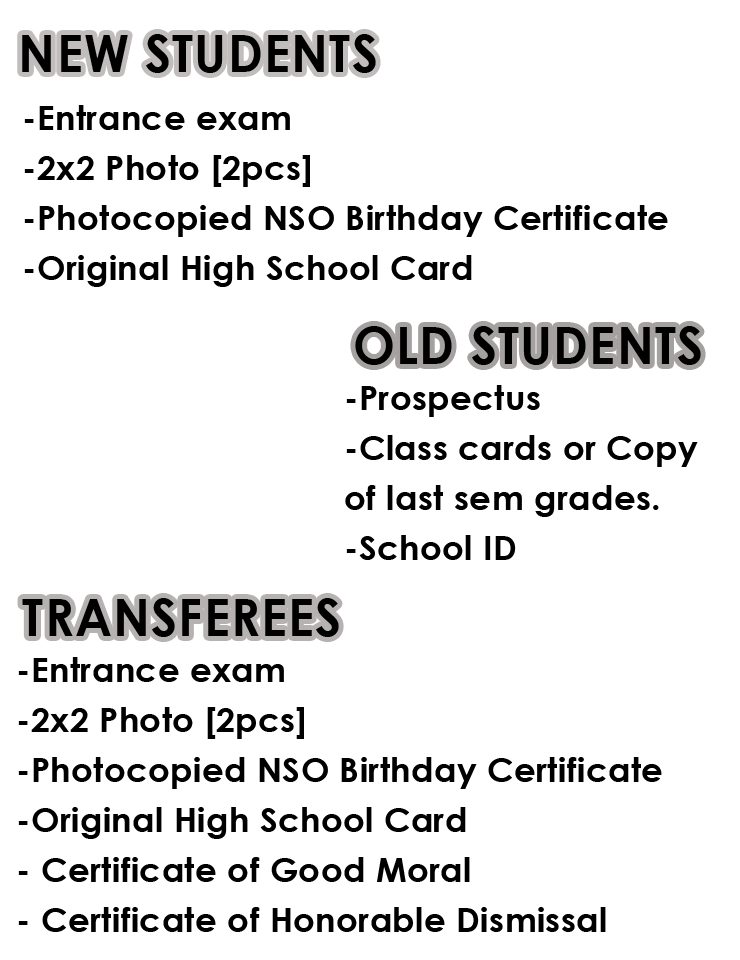 NEW STUDENTS
-Entrance exam
-2x2 Photo [2pcs]
-Photocopied NSO Birthday Certificate
-Original High School Card
OLD STUDENTS
-Prospectus
-Class cards or Copy
of last sem grades.
-School ID
TRANSFEREES
-Entrance exam
-2x2 Photo [2pcs]
-Photocopied NSO Birthday Certificate
-Original High School Card
- Certificate of Good Moral
- Certificate of Honorable Dismissal